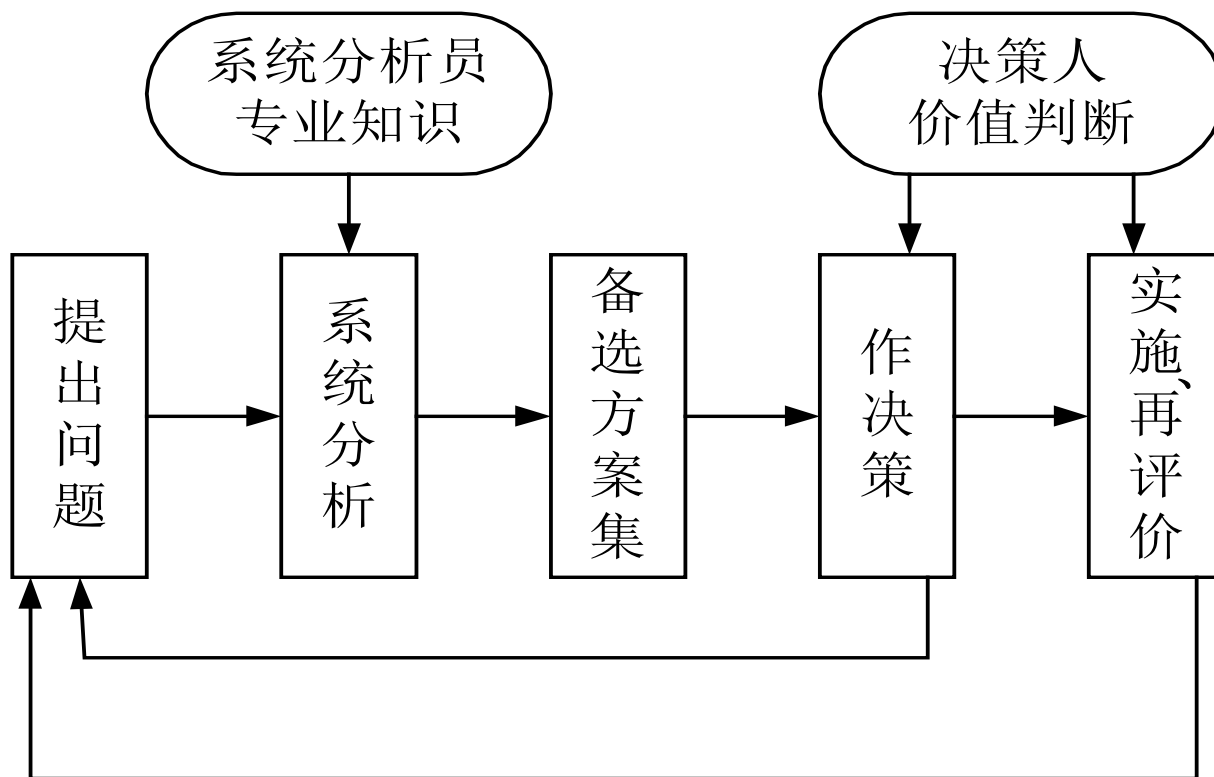 系统分析员
专业知识
决策人
价值判断
提出问题
系统分析
备选方案集
作决策
实施、再评价